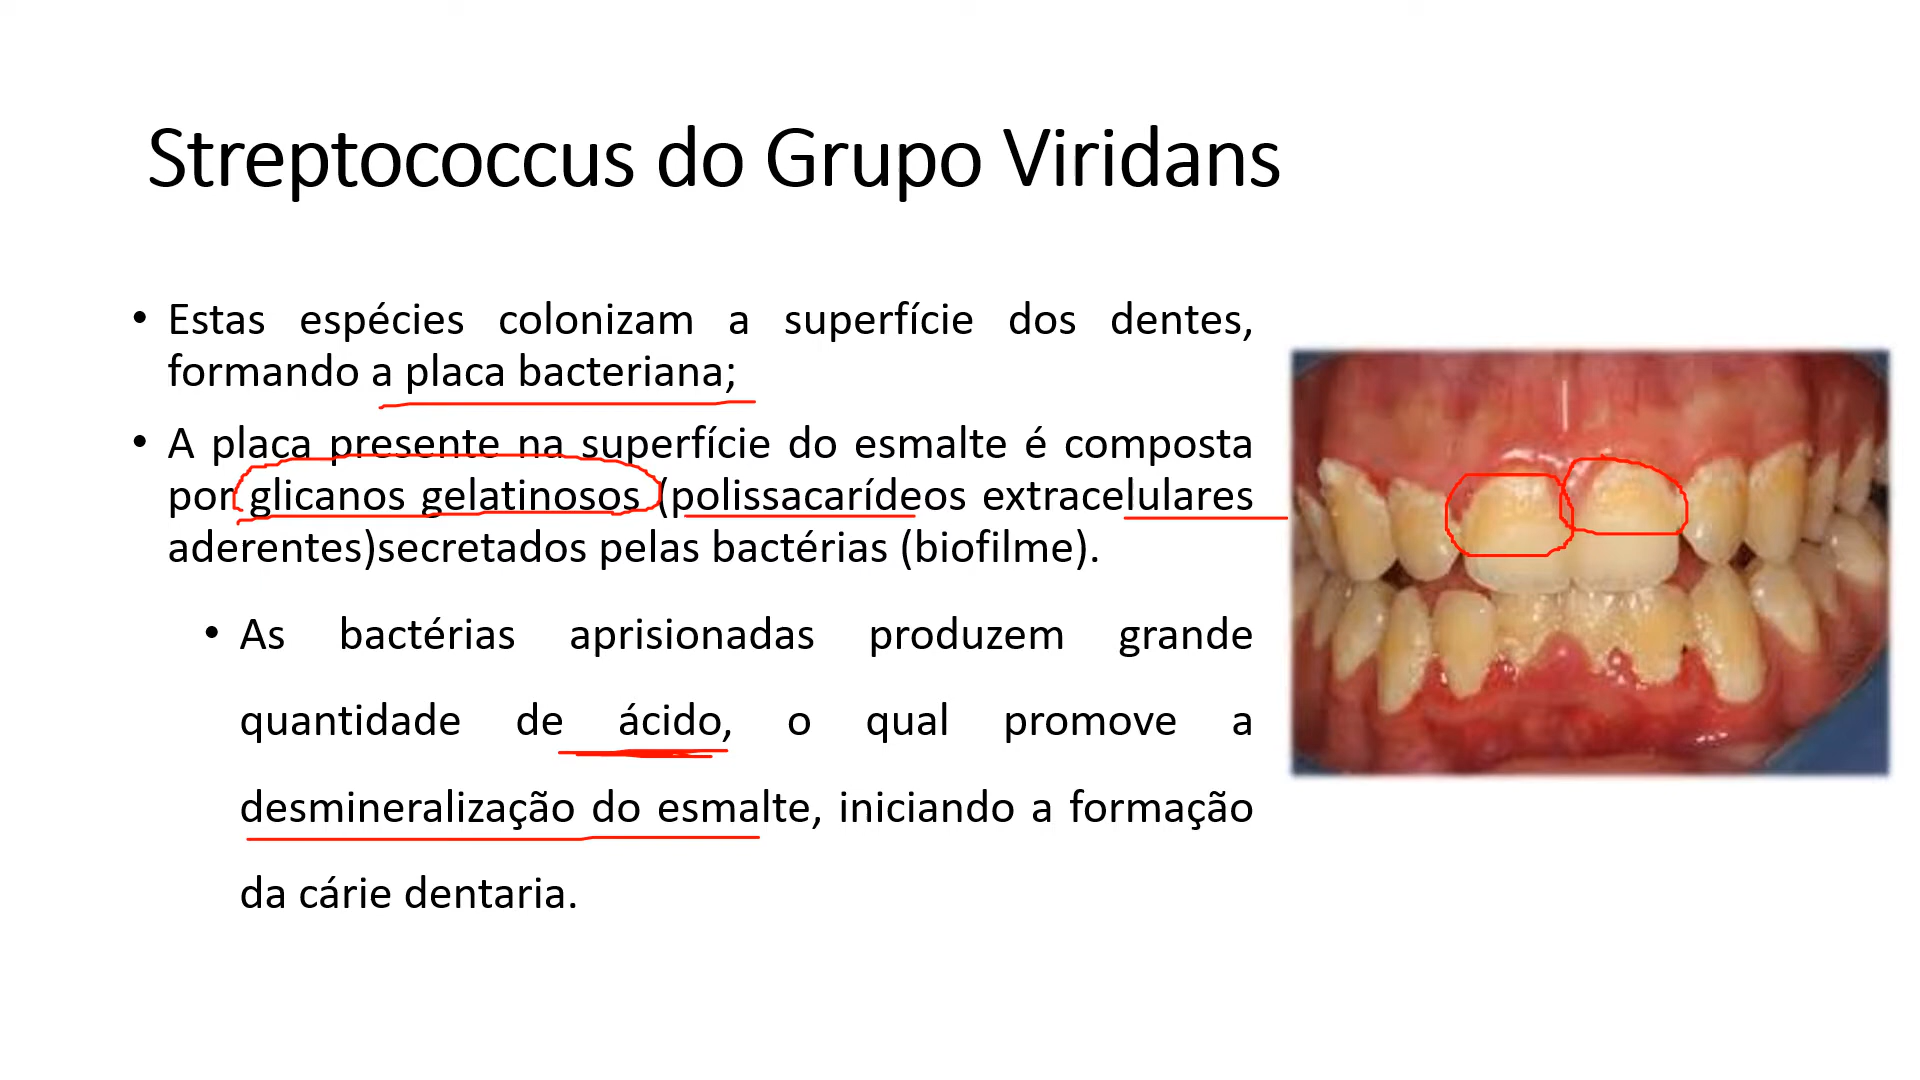 Streptococcus do Grupo Viridans
• Estas espécies colonizam a superfície dos dentes,
formando a placa bacteriana;
• A placa presente na superfície do esmalte é composta
por glicanos gelatinosos (polissacarídeos extracelulares
aderentes)secretados pelas bactérias (biofilme).
• As bactérias aprisionadas produzem grande
quantidade de ácido, o qual promove a
desmineralização do esmalte, iniciando a formação
da cárie dentaria.